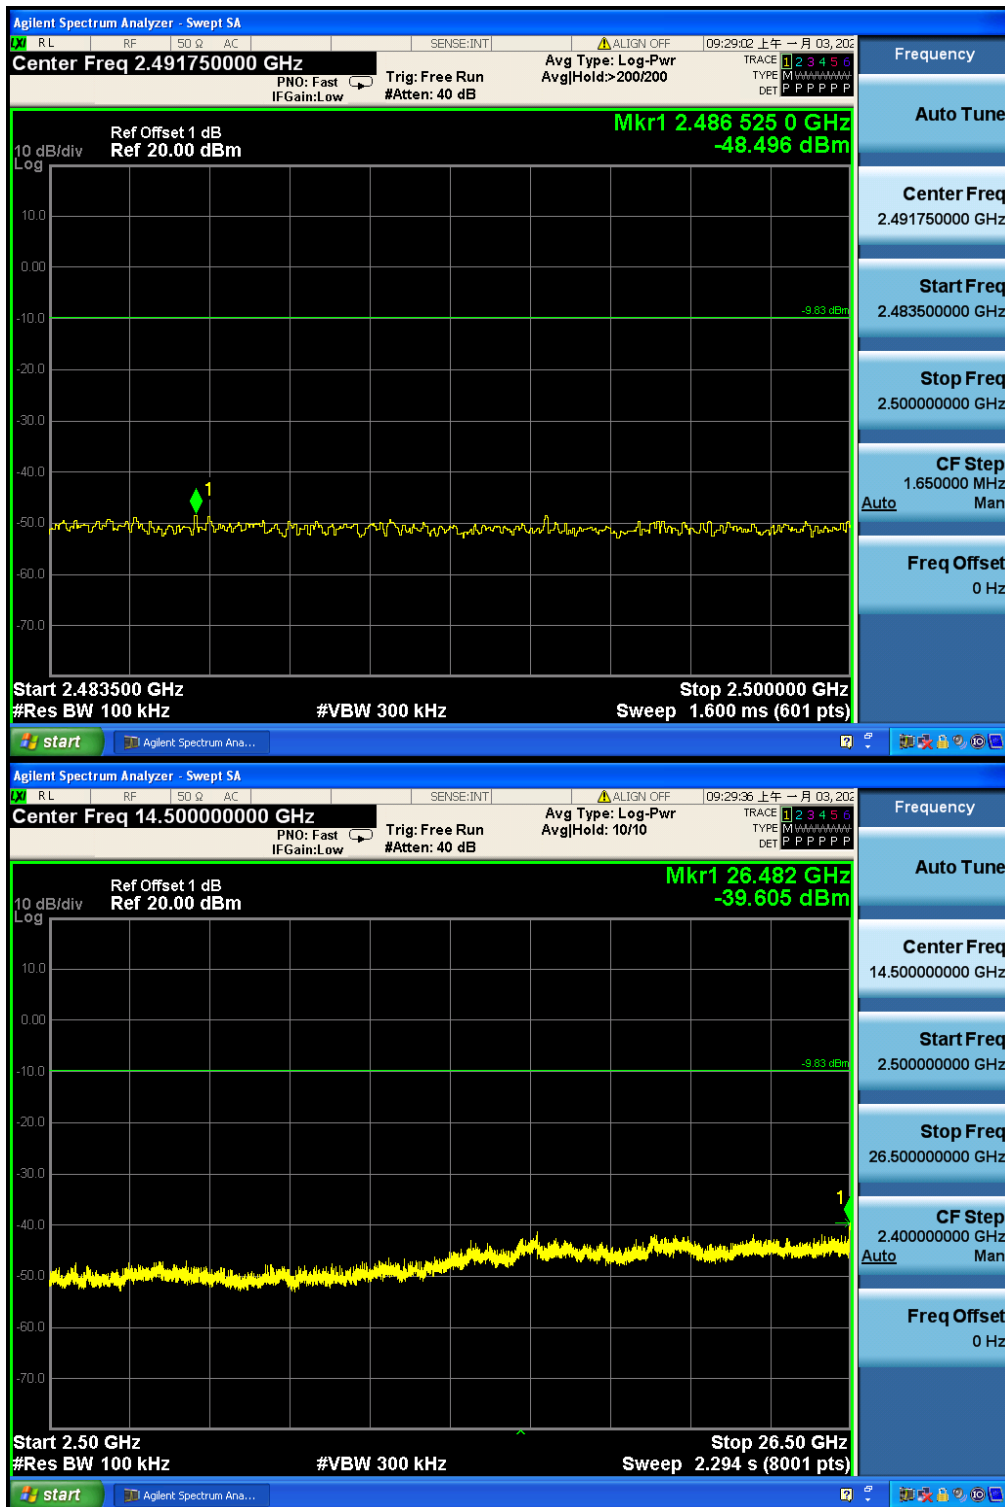 Agilent Spectrum Analyzer - Swept SA
LXI RL RF 50 Ω AC SENSE:INT ALIGN OFF 09:29:02 上午 一月 03, 202
Center Freq 2.491750000 GHz
PNO: Fast
IFGain:Low
Trig: Free Run
#Atten: 40 dB
Avg Type: Log-Pwr
Avg|Hold:>200/200
TRACE 1 2 3 4 5 6
TYPE M WWWWW
DET P P P P P P
Mkr1 2.486 525 0 GHz
-48.496 dBm
Ref Offset 1 dB
10 dB/div Ref 20.00 dBm
Log
10.0
0.00
-10.0
-9.83 dBm
-20.0
-30.0
-40.0
1
-50.0
-60.0
-70.0
Start 2.483500 GHz Stop 2.500000 GHz
#Res BW 100 kHz #VBW 300 kHz Sweep 1.600 ms (601 pts)
Frequency
Auto Tune
Center Freq
2.491750000 GHz
Start Freq
2.483500000 GHz
Stop Freq
2.500000000 GHz
CF Step
1.650000 MHz
Auto Man
Freq Offset
0 Hz
start Agilent Spectrum Ana...
Agilent Spectrum Analyzer - Swept SA
LXI RL RF 50 Ω AC SENSE:INT ALIGN OFF 09:29:36 上午 一月 03, 202
Center Freq 14.500000000 GHz
PNO: Fast
IFGain:Low
Trig: Free Run
#Atten: 40 dB
Avg Type: Log-Pwr
Avg|Hold: 10/10
TRACE 1 2 3 4 5 6
TYPE M WWWWW
DET P P P P P P
Mkr1 26.482 GHz
-39.605 dBm
Ref Offset 1 dB
10 dB/div Ref 20.00 dBm
Log
10.0
0.00
-10.0
-9.83 dBm
-20.0
-30.0
1
-40.0
-50.0
-60.0
-70.0
Start 2.50 GHz Stop 26.50 GHz
#Res BW 100 kHz #VBW 300 kHz Sweep 2.294 s (8001 pts)
Frequency
Auto Tune
Center Freq
14.500000000 GHz
Start Freq
2.500000000 GHz
Stop Freq
26.500000000 GHz
CF Step
2.400000000 GHz
Auto Man
Freq Offset
0 Hz
start Agilent Spectrum Ana...